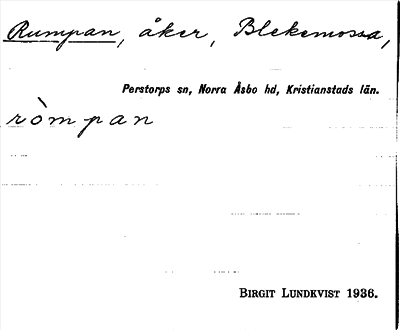 Rumpan, åker, Blekemossa,
Perstorps sn, Norra Åsbo hd, Kristianstads län.
ròmpan
BIRGIT LUNDKVIST 1936.